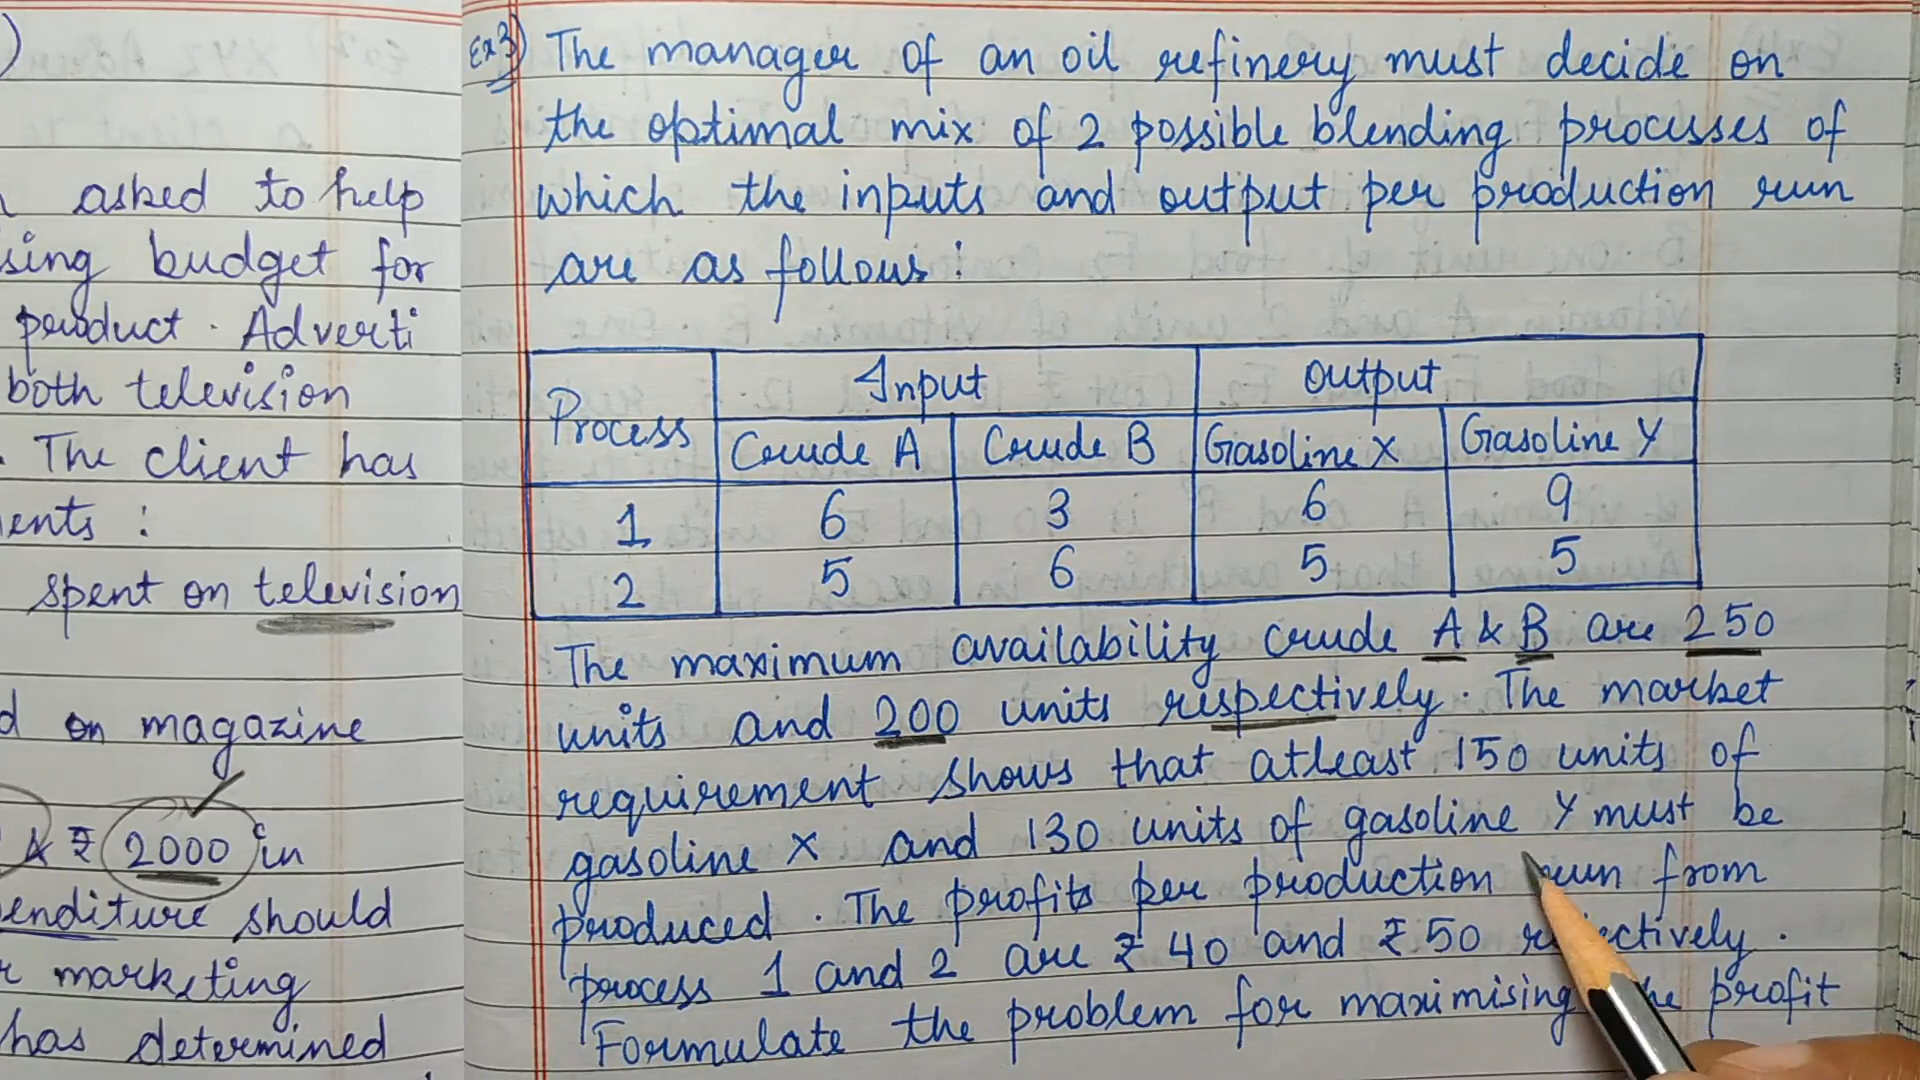 )
asked to help
sing budget for
product. Adverti
both television
. The client has
ents :
spent on television
d on magazine
& ₹ 2000 in
enditure should
r marketing
has determined
Ex 3) The manager of an oil refinery must decide on
the optimal mix of 2 possible blending processes of
which the inputs and output per production run
are as follows :
Process Input Output
Crude A Crude B Gasoline X Gasoline Y
1 6 3 6 9
2 5 6 5 5
The maximum availability crude A & B are 250
units and 200 units respectively. The market
requirement shows that atleast 150 units of
gasoline X and 130 units of gasoline Y must be
produced. The profits per production run from
process 1 and 2 are ₹ 40 and ₹ 50 re ectively.
Formulate the problem for maximising he profit